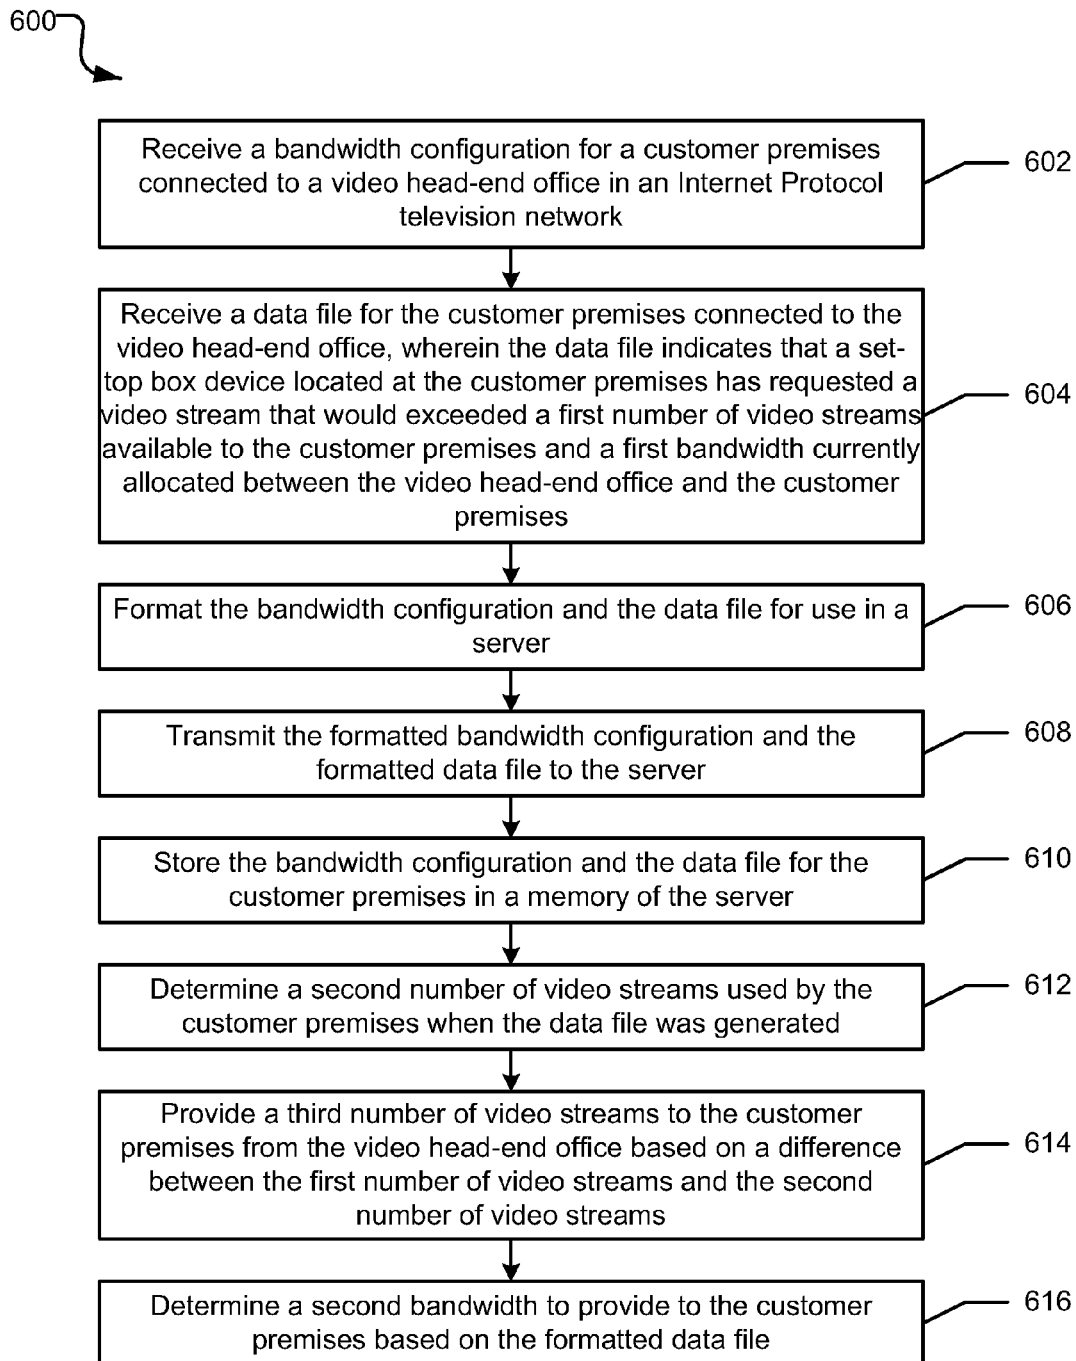 600
Receive a bandwidth configuration for a customer premises
connected to a video head-end office in an Internet Protocol
television network
602
Receive a data file for the customer premises connected to the
video head-end office, wherein the data file indicates that a set-
top box device located at the customer premises has requested a
video stream that would exceeded a first number of video streams
available to the customer premises and a first bandwidth currently
allocated between the video head-end office and the customer
premises
604
Format the bandwidth configuration and the data file for use in a
server
606
Transmit the formatted bandwidth configuration and the
formatted data file to the server
608
Store the bandwidth configuration and the data file for the
customer premises in a memory of the server
610
Determine a second number of video streams used by the
customer premises when the data file was generated
612
Provide a third number of video streams to the customer
premises from the video head-end office based on a difference
between the first number of video streams and the second
number of video streams
614
Determine a second bandwidth to provide to the customer
premises based on the formatted data file
616